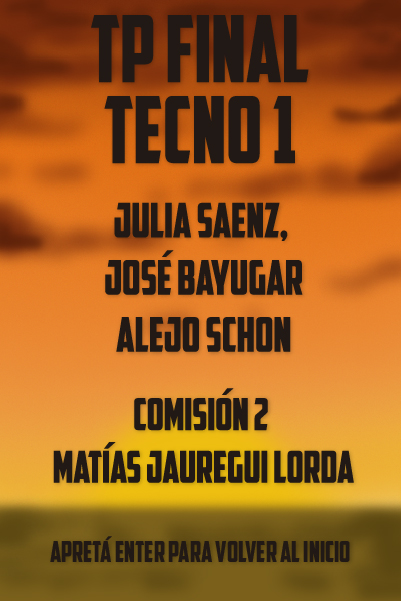 TP FINAL
TECNO 1
JULIA SAENZ,
JOSÉ BAYUGAR
ALEJO SCHON
COMISIÓN 2
MATÍAS JAUREGUI LORDA
APRETÁ ENTER PARA VOLVER AL INICIO